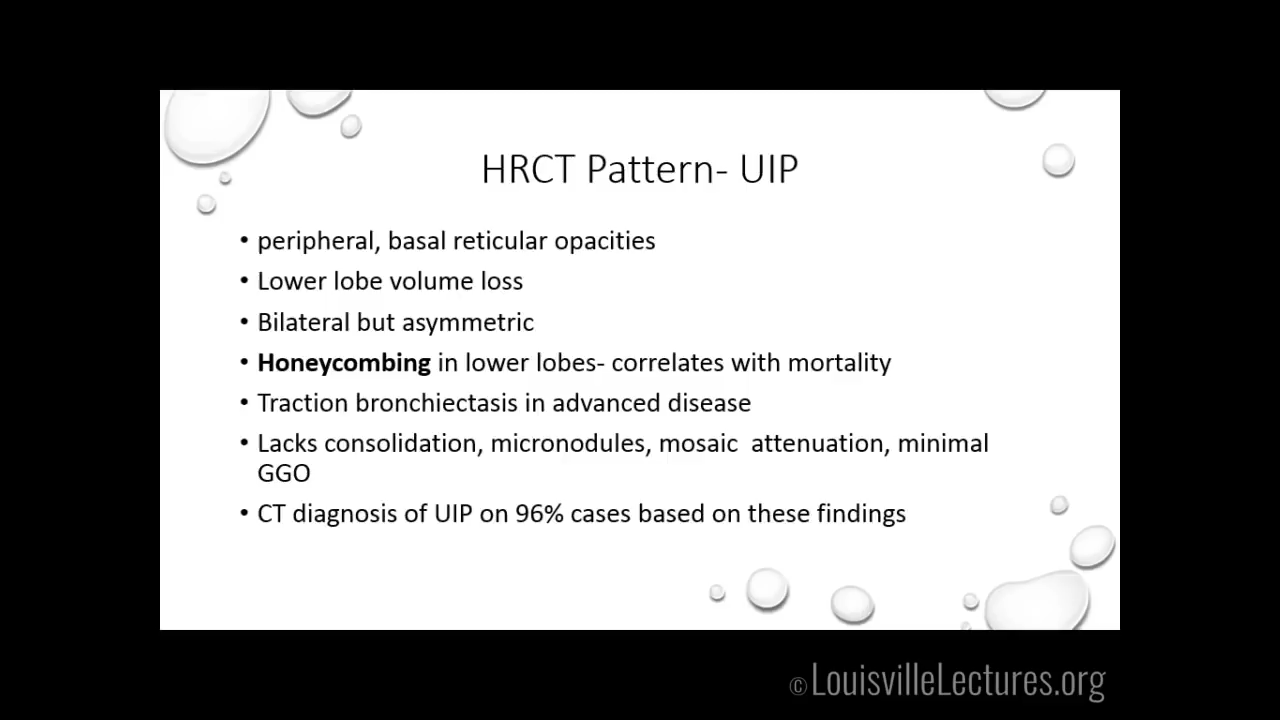 HRCT Pattern- UIP
• peripheral, basal reticular opacities
• Lower lobe volume loss
• Bilateral but asymmetric
• Honeycombing in lower lobes- correlates with mortality
• Traction bronchiectasis in advanced disease
• Lacks consolidation, micronodules, mosaic  attenuation, minimal
GGO
• CT diagnosis of UIP on 96% cases based on these findings
© LouisvilleLectures.org